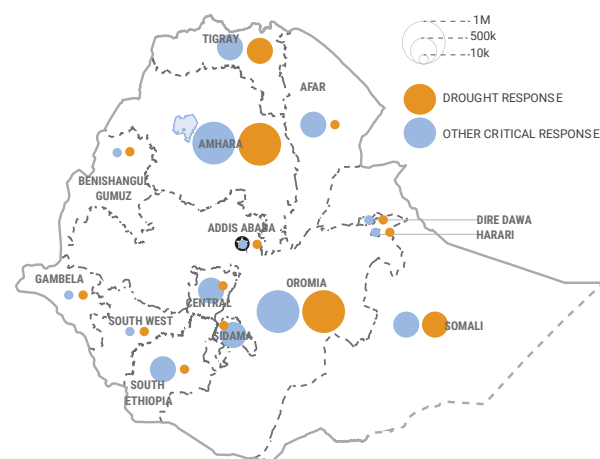 1M
500k
10k
DROUGHT RESPONSE
OTHER CRITICAL RESPONSE
TIGRAY
AFAR
AMHARA
BENISHANGUL
GUMUZ
ADDIS ABABA
DIRE DAWA
HARARI
GAMBELA
CENTRAL
OROMIA
SOUTH WEST
SIDAMA
SOMALI
SOUTH
ETHIOPIA